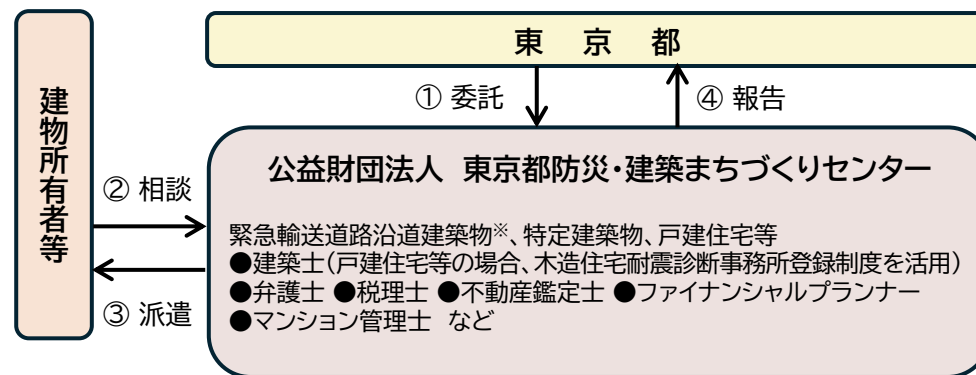 東 京 都
① 委託
④ 報告
建物所有者等
② 相談
③ 派遣
公益財団法人 東京都防災・建築まちづくりセンター
緊急輸送道路沿道建築物※、特定建築物、戸建住宅等
●建築士(戸建住宅等の場合、木造住宅耐震診断事務所登録制度を活用)
●弁護士 ●税理士 ●不動産鑑定士 ●ファイナンシャルプランナー
●マンション管理士 など